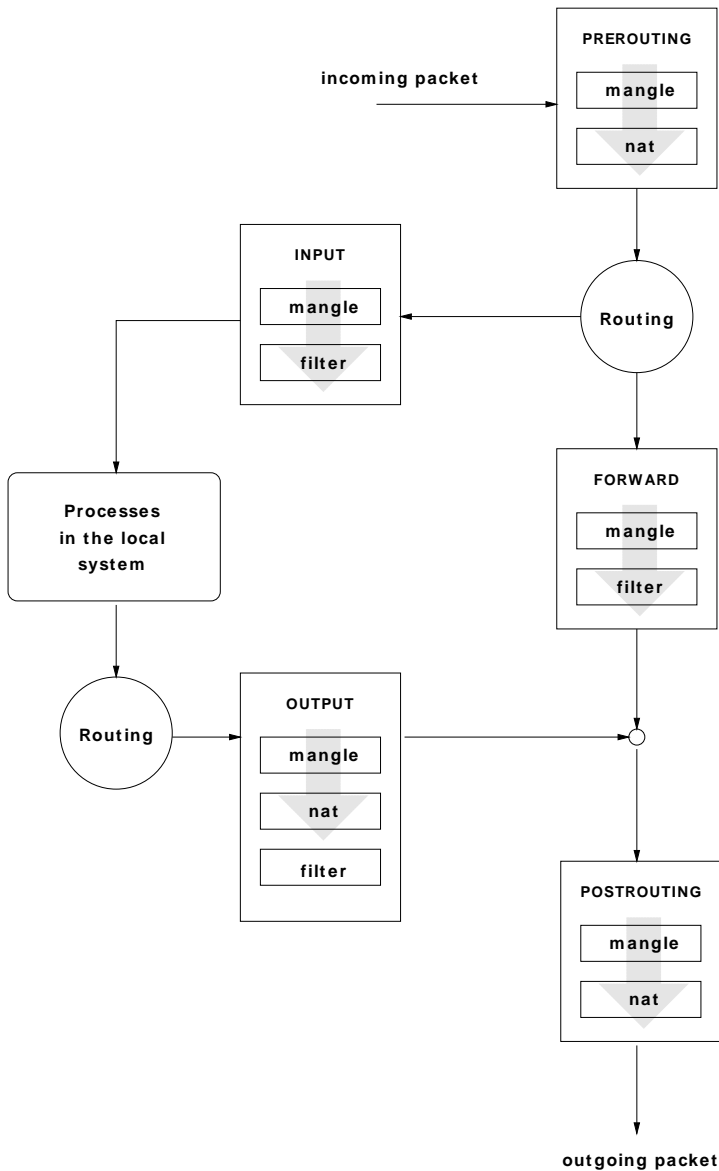 PREROUTING
incoming packet
mangle
nat
INPUT
mangle
filter
Routing
FORWARD
mangle
filter
Processes
in the local
system
Routing
OUTPUT
mangle
nat
filter
POSTROUTING
mangle
nat
outgoing packet